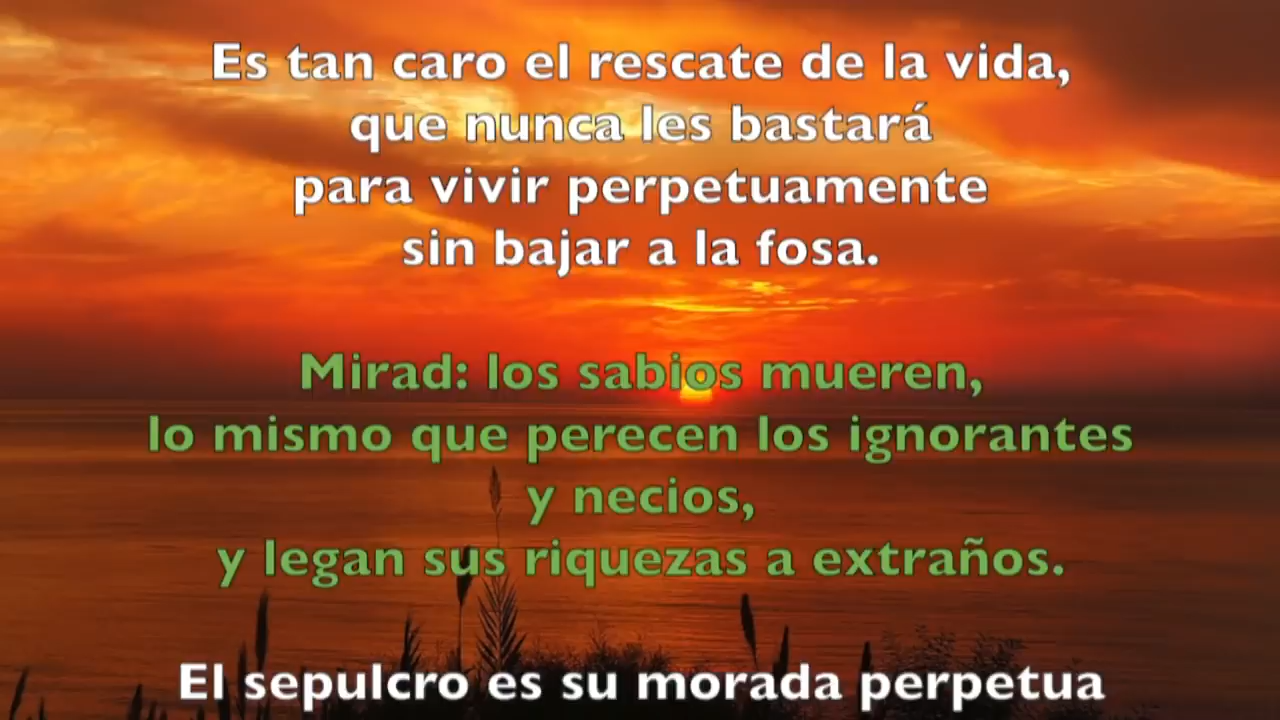 Es tan caro el rescate de la vida,
que nunca les bastará
para vivir perpetuamente
sin bajar a la fosa.
Mirad: los sabios mueren,
lo mismo que perecen los ignorantes
y necios,
y legan sus riquezas a extraños.
El sepulcro es su morada perpetua